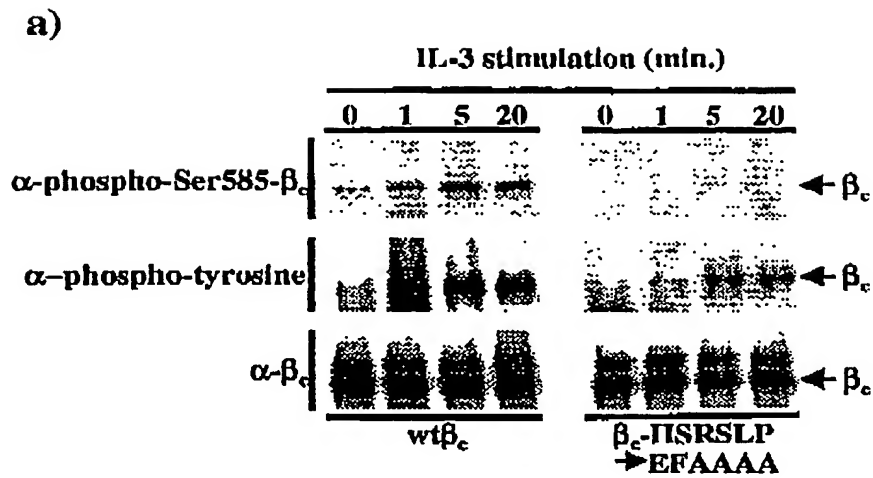 a)
IL-3 stimulation (min.)
0 1 5 20 0 1 5 20
α-phospho-Ser585-βc βc
α-phospho-tyrosine βc
α-βc βc
wtβc βc-HSRSLP
→EFAAAA